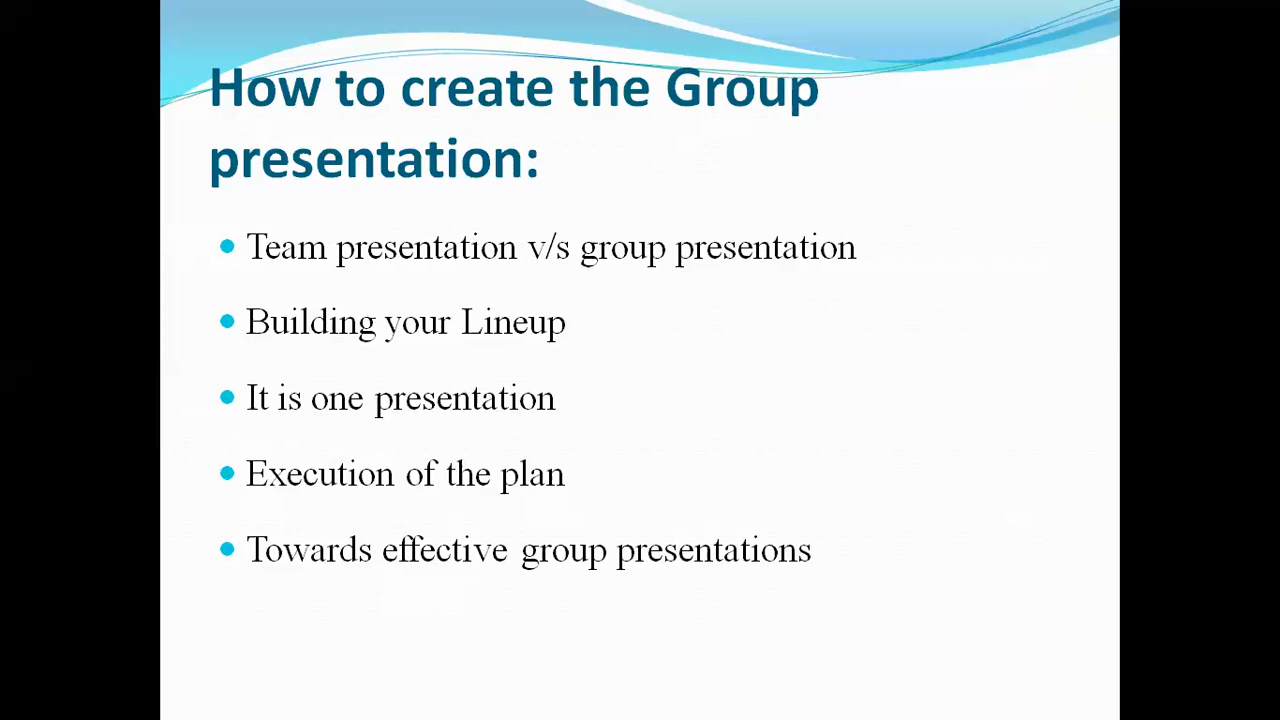 How to create the Group
presentation:
Team presentation v/s group presentation
Building your Lineup
It is one presentation
Execution of the plan
Towards effective group presentations